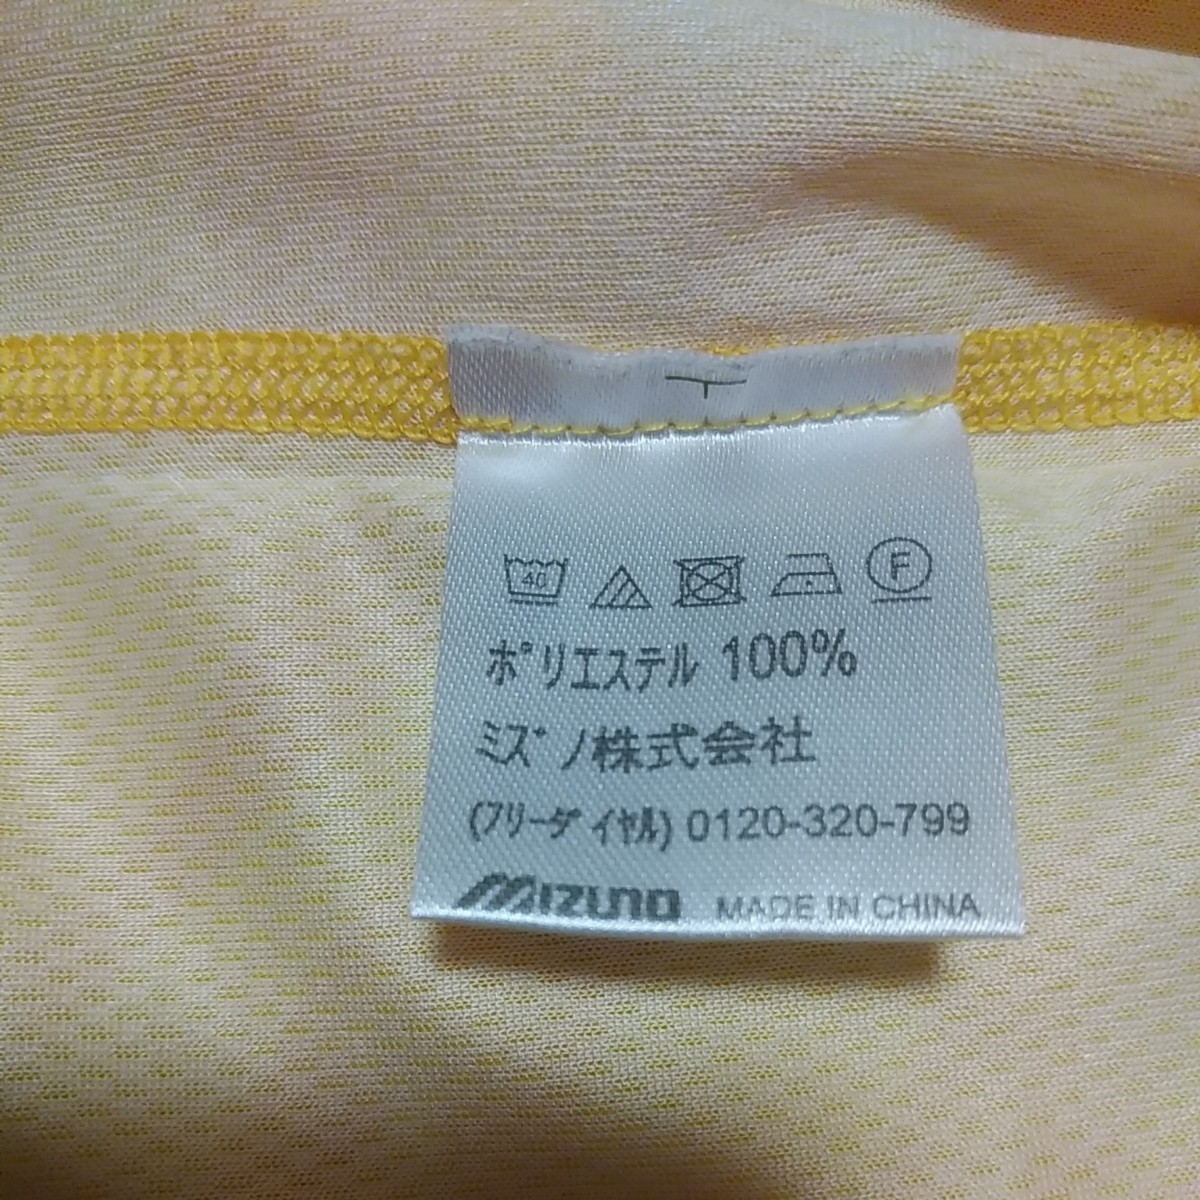 40 F
ポリエステル 100%
ミズノ株式会社
(フリーダイヤル) 0120-320-799
MIZUNO MADE IN CHINA